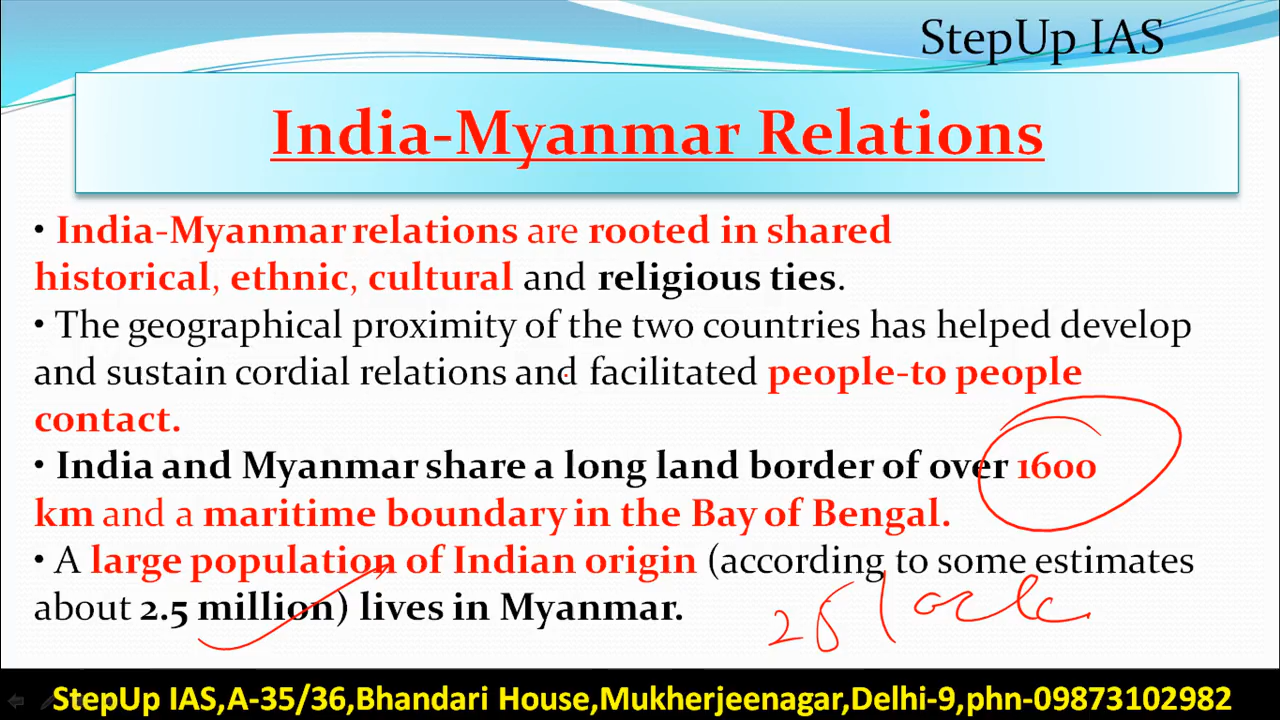 StepUp IAS
India-Myanmar Relations
• India-Myanmar relations are rooted in shared
historical, ethnic, cultural and religious ties.
• The geographical proximity of the two countries has helped develop
and sustain cordial relations and facilitated people-to people
contact.
• India and Myanmar share a long land border of over 1600
km and a maritime boundary in the Bay of Bengal.
• A large population of Indian origin (according to some estimates
about 2.5 million) lives in Myanmar.
25
StepUp IAS,A-35/36,Bhandari House,Mukherjeenagar,Delhi-9,phn-09873102982